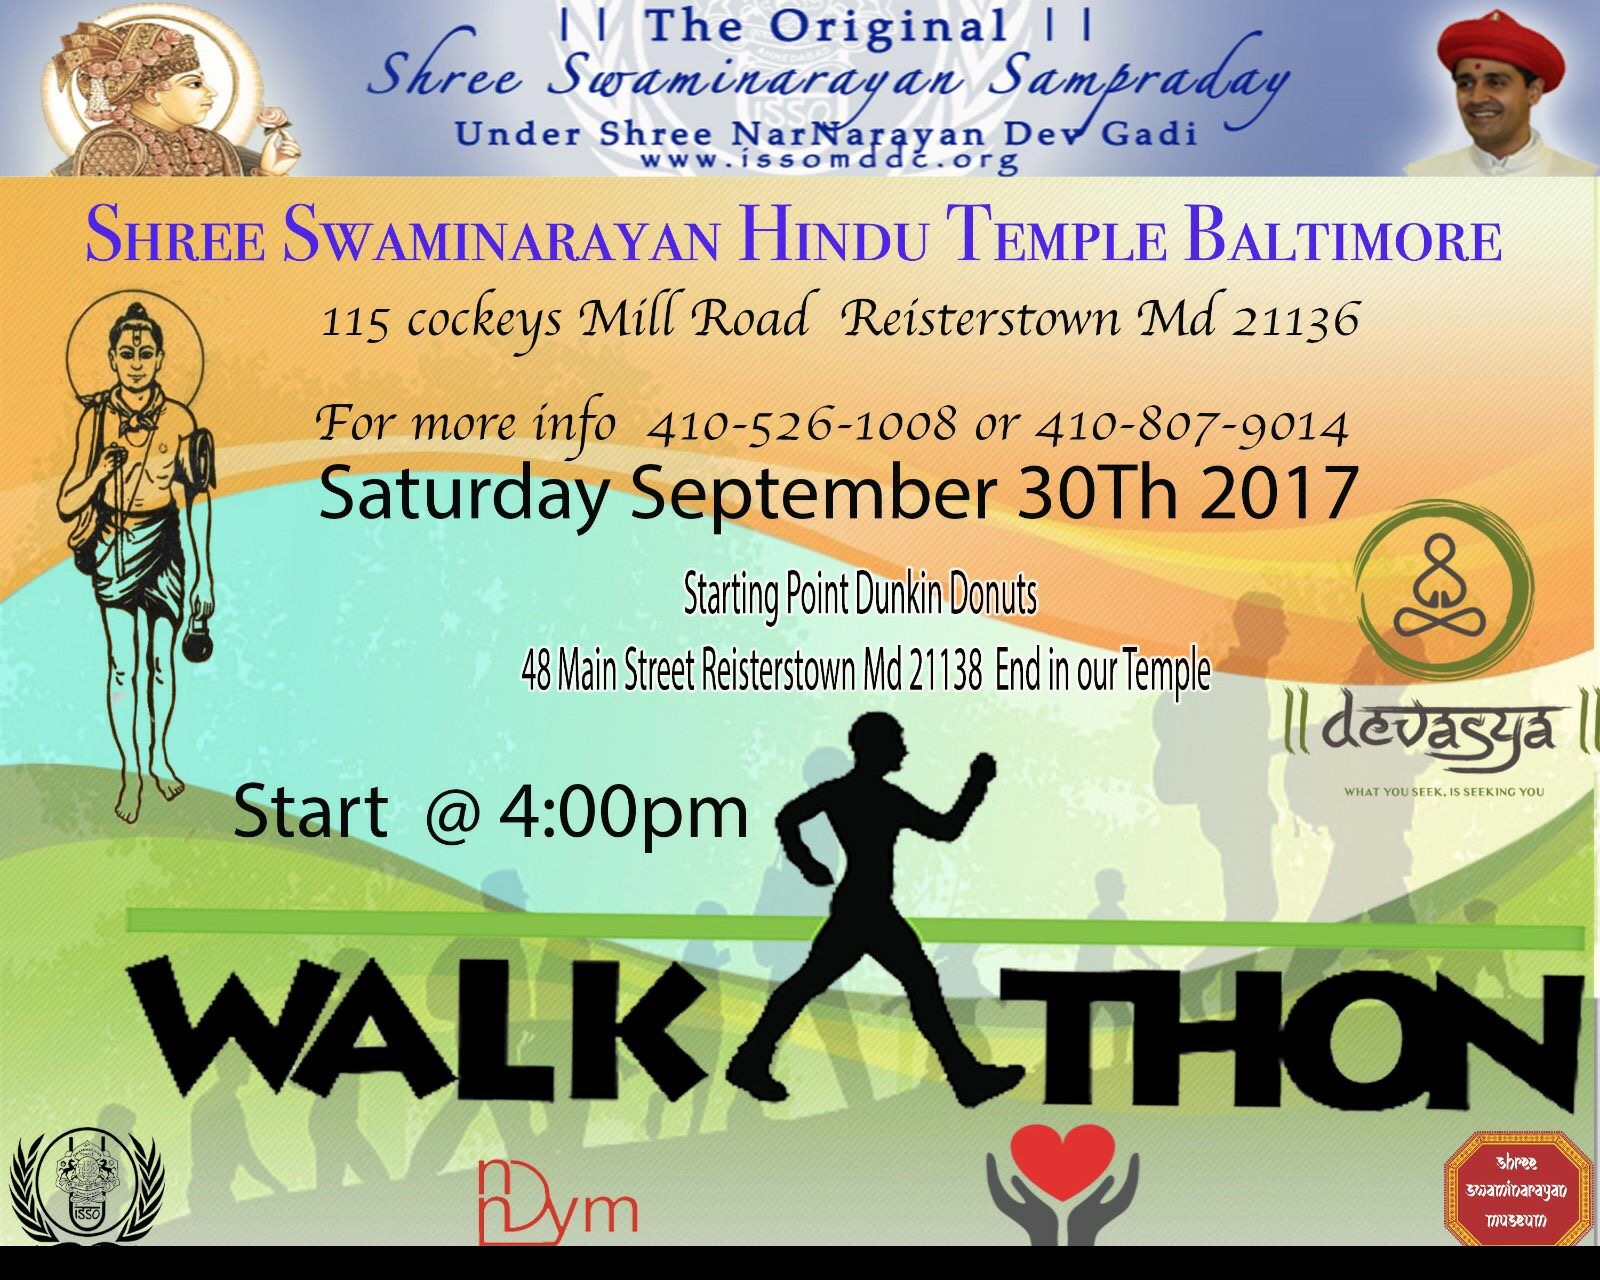 || The Original ||
Shree Swaminarayan Sampraday
Under Shree NarNarayan Dev Gadi
www.issomddc.org
Shree Swaminarayan Hindu Temple Baltimore
115 cockeys Mill Road Reisterstown Md 21136
For more info 410-526-1008 or 410-807-9014
Saturday September 30Th 2017
Starting Point Dunkin Donuts
48 Main Street Reisterstown Md 21138 End in our Temple
|| devasya ||
WHAT YOU SEEK, IS SEEKING YOU
Start @ 4:00pm
WALK THON
ISSO
nnDym
shree
swaminarayan
museum